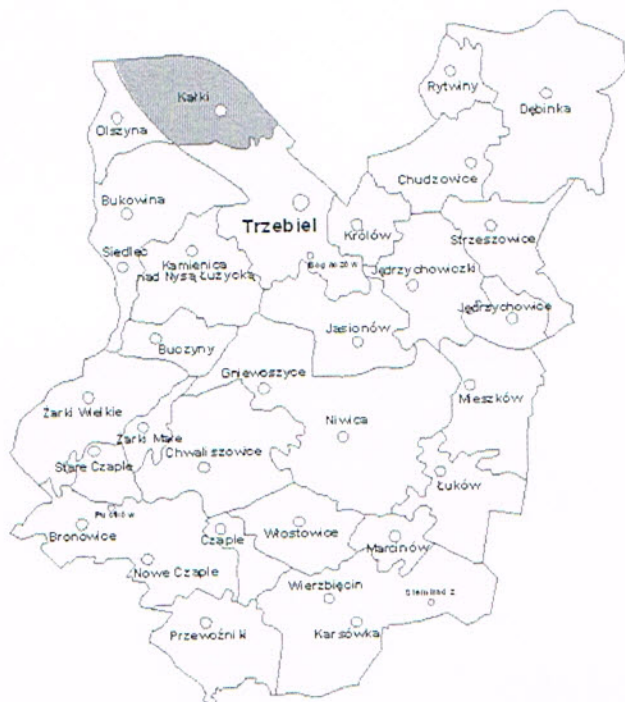 Rytwiny
Dębinka
Kałki
Olszyna
Chudzowice
Bukowina
Trzebiel
Królów
Strzeszowice
Siedlec
Kamienica
nad Nysą Łużycką
Jędrzychowiczki
Jędrzychowice
Jasionów
Buczyny
Gniewoszyce
Mieszków
Żarki Wielkie
Żarki Małe
Niwica
Chwaliszowice
Stare Czaple
Łuków
Bronowice
Czaple
Włostowice
Marcinów
Nowe Czaple
Wierzbięcin
Przewoźniki
Karsówka